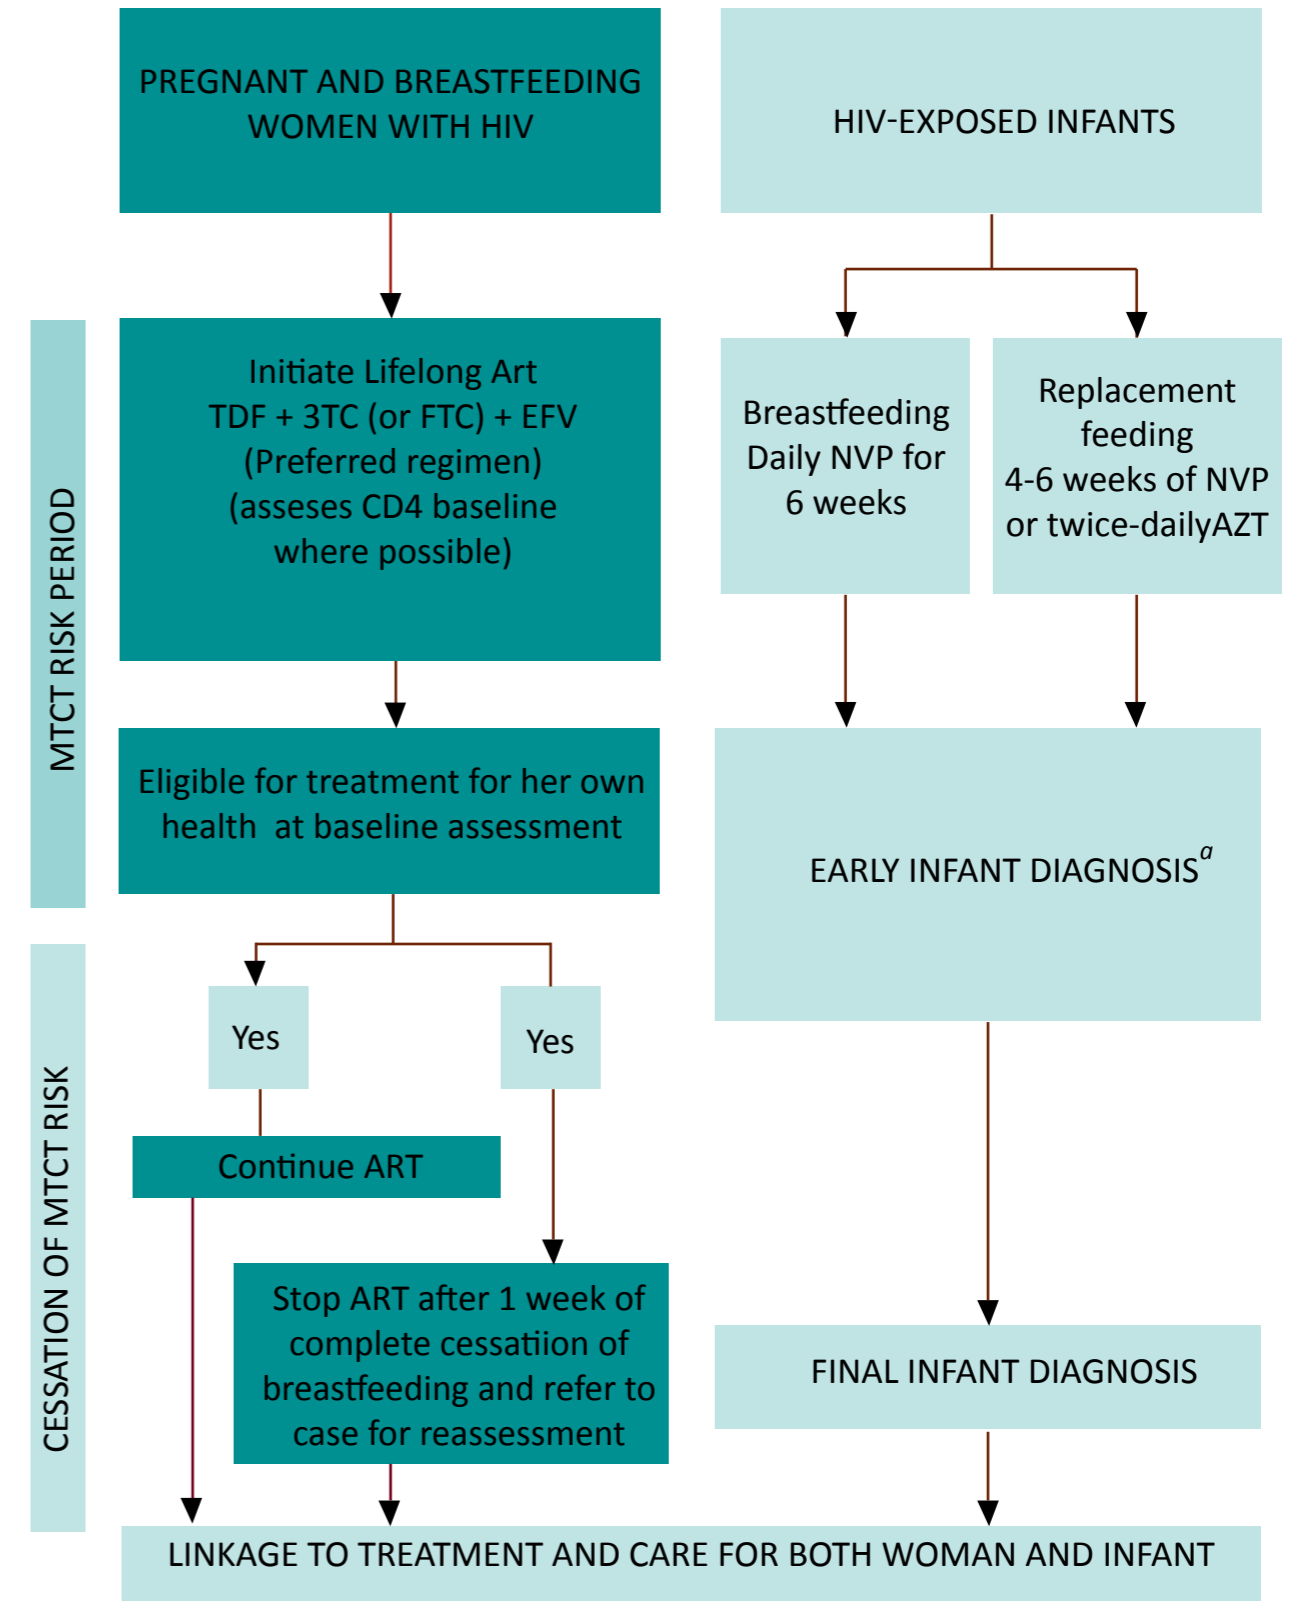 PREGNANT AND BREASTFEEDING
WOMEN WITH HIV
HIV-EXPOSED INFANTS
MTCT RISK PERIOD
Initiate Lifelong Art
TDF + 3TC (or FTC) + EFV
(Preferred regimen)
(asseses CD4 baseline
where possible)
Breastfeeding
Daily NVP for
6 weeks
Replacement
feeding
4-6 weeks of NVP
or twice-dailyAZT
Eligible for treatment for her own
health at baseline assessment
EARLY INFANT DIAGNOSISa
CESSATION OF MTCT RISK
Yes
Yes
Continue ART
Stop ART after 1 week of
complete cessatiion of
breastfeeding and refer to
case for reassessment
FINAL INFANT DIAGNOSIS
LINKAGE TO TREATMENT AND CARE FOR BOTH WOMAN AND INFANT